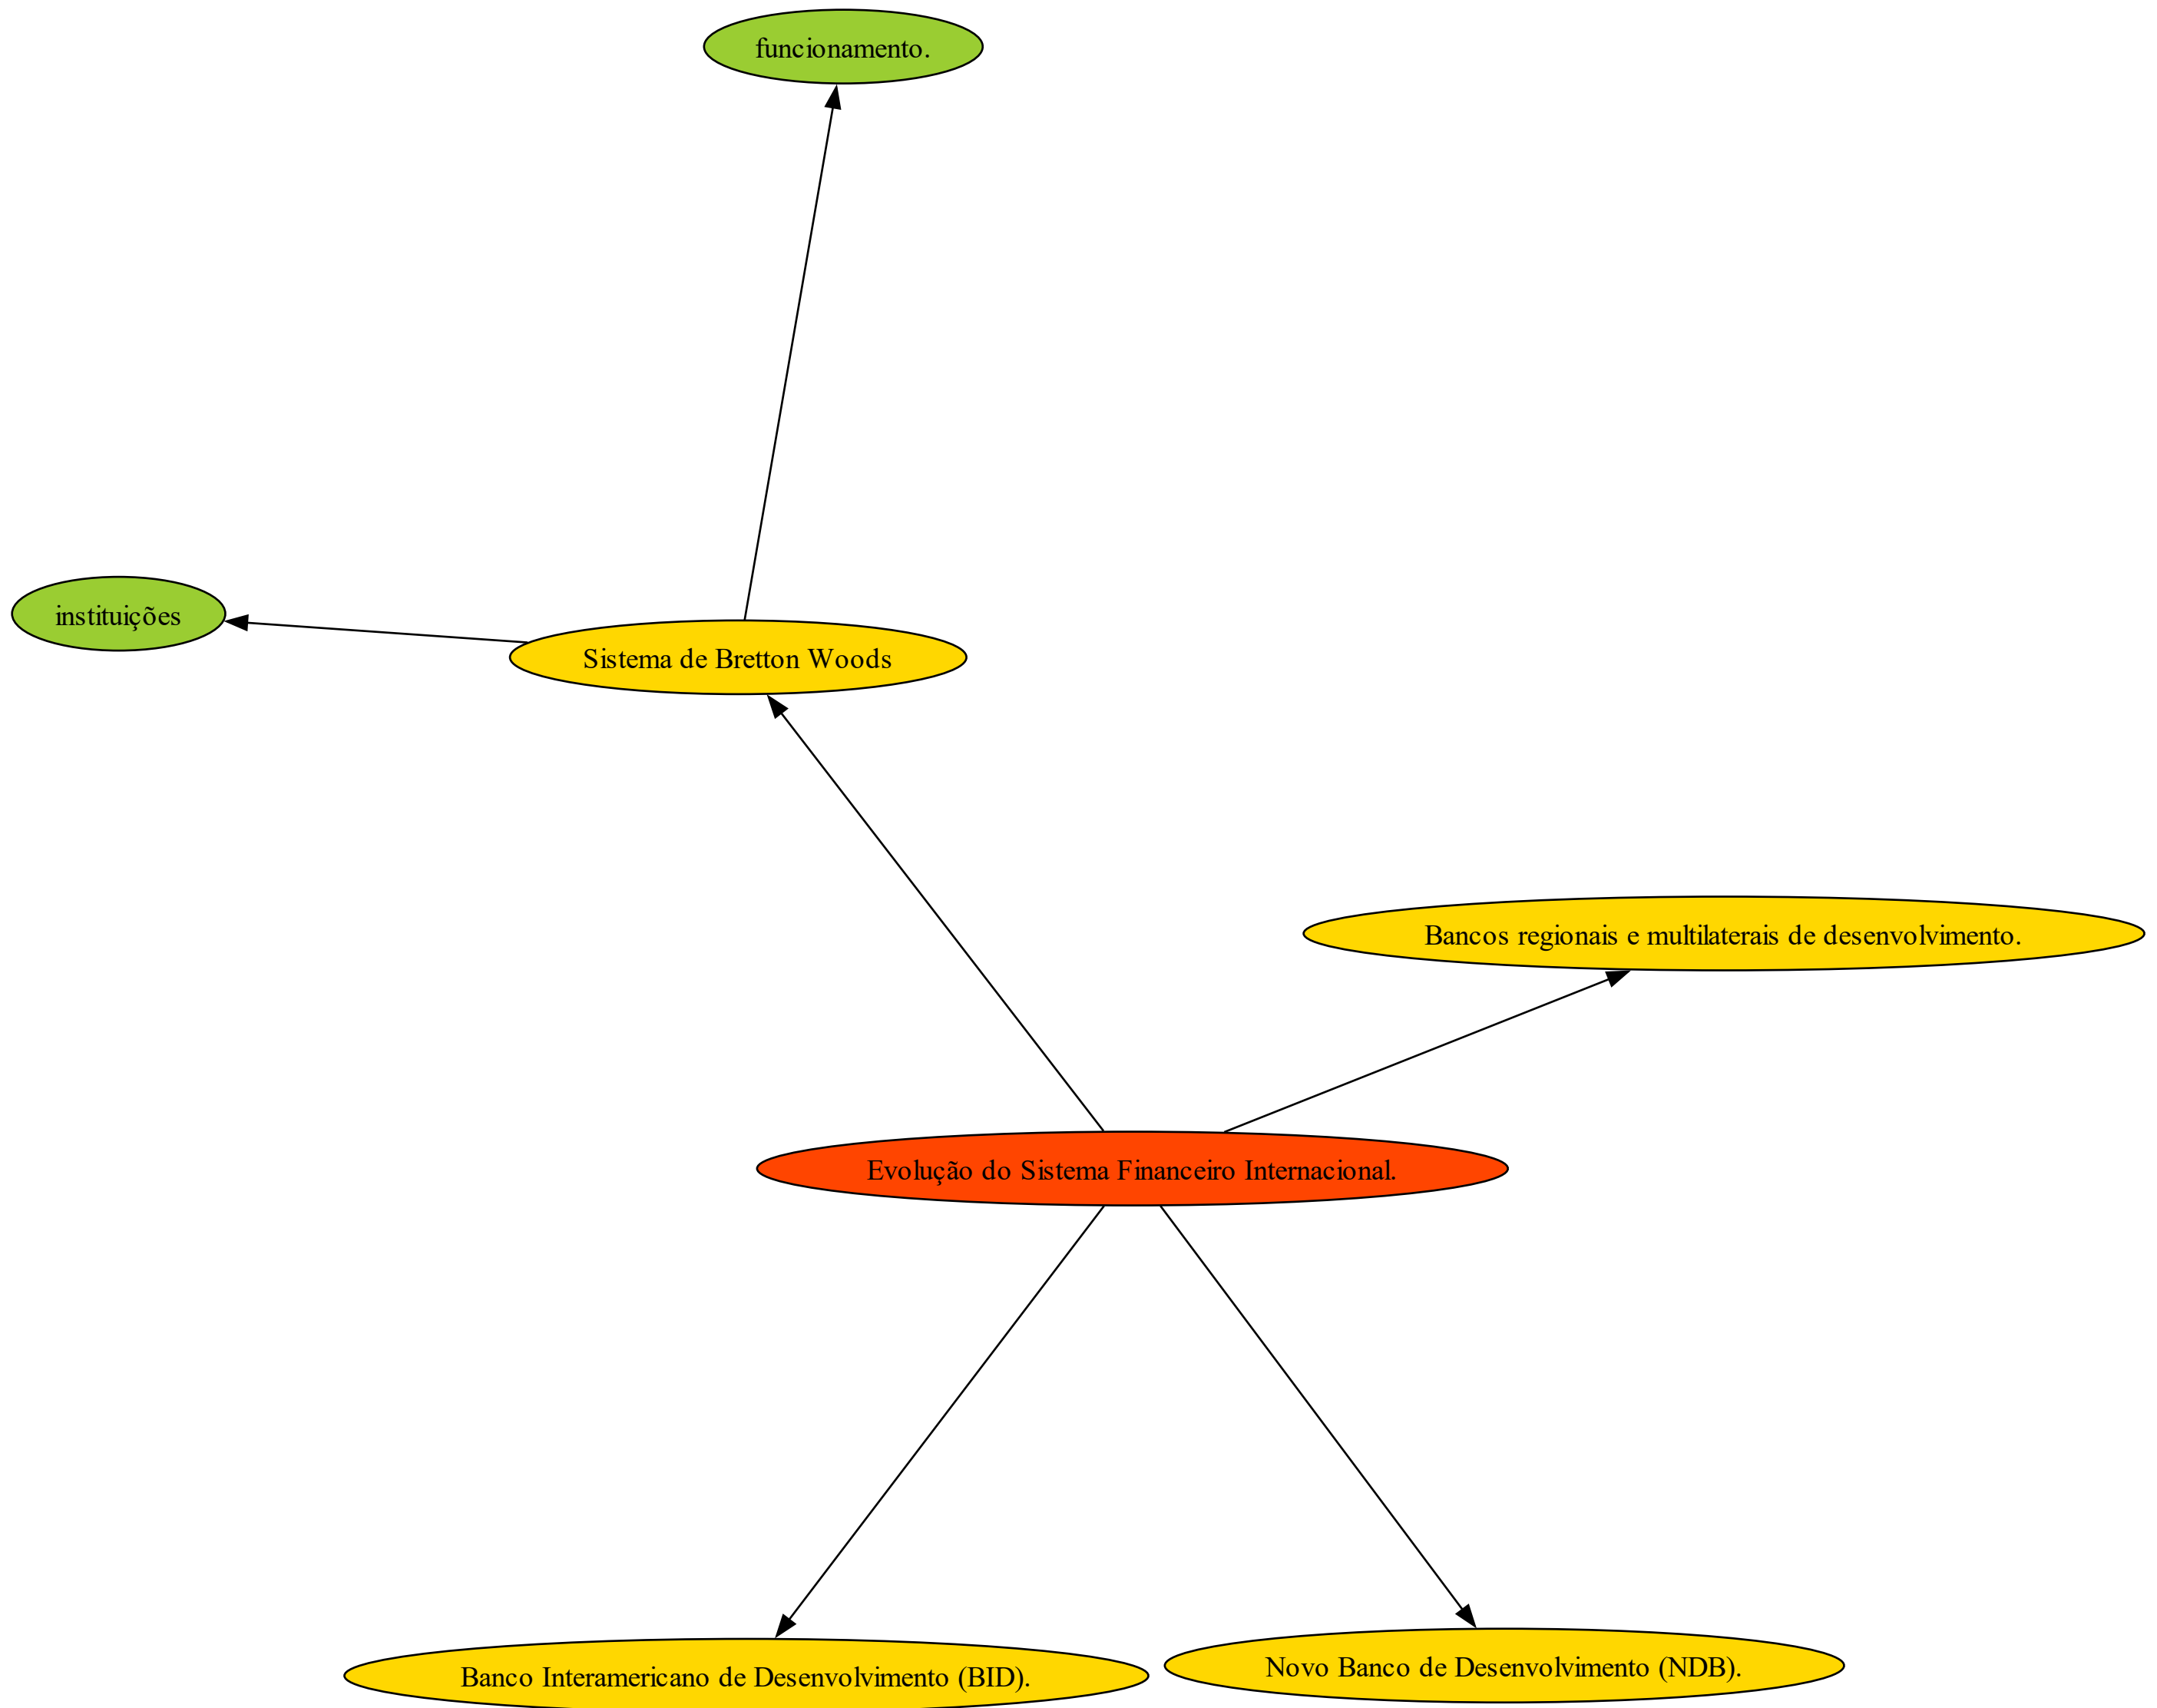 funcionamento.
instituições
Sistema de Bretton Woods
Bancos regionais e multilaterais de desenvolvimento.
Evolução do Sistema Financeiro Internacional.
Banco Interamericano de Desenvolvimento (BID).
Novo Banco de Desenvolvimento (NDB).